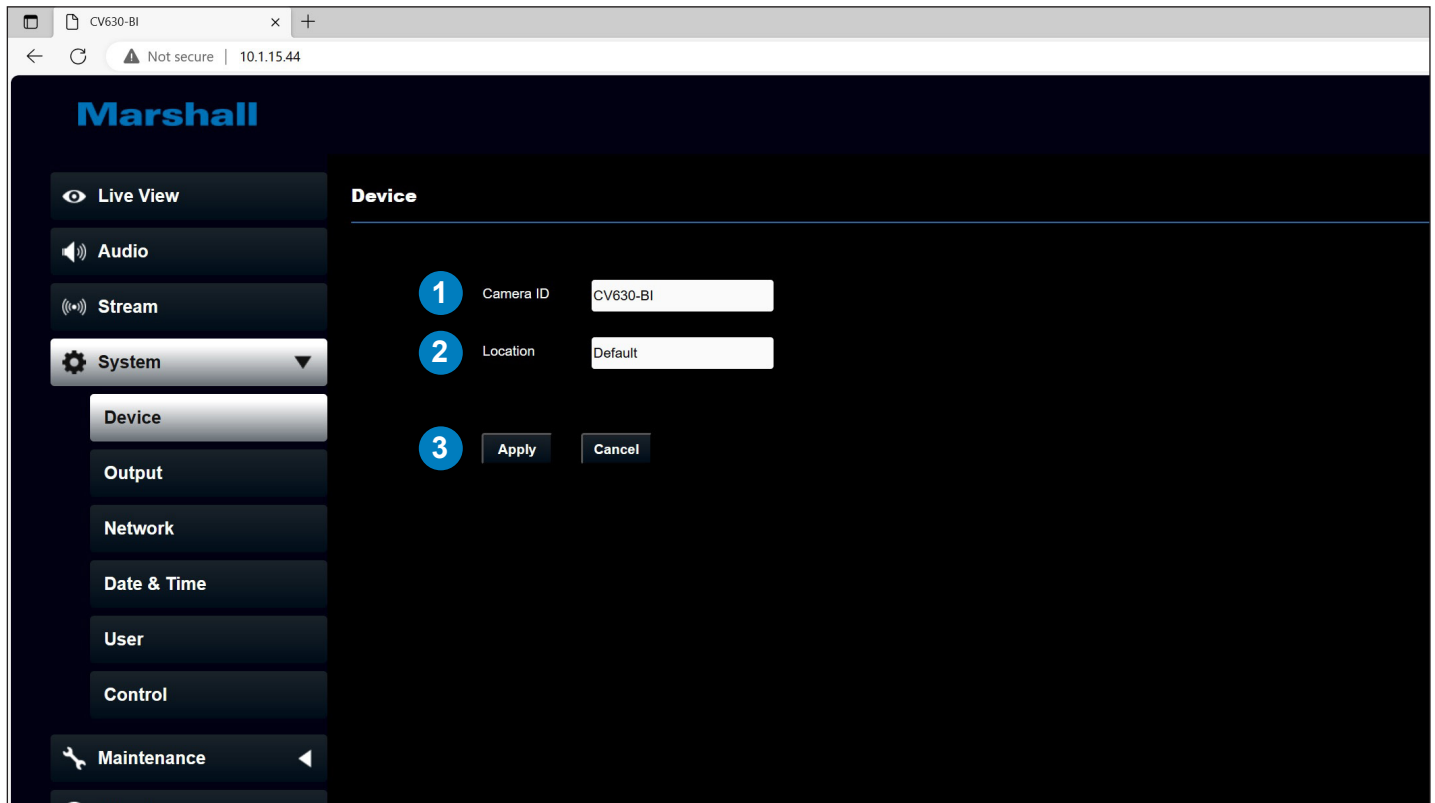 CV630-BI
Not secure | 10.1.15.44
Marshall
Live View
Audio
Stream
System
Device
Output
Network
Date & Time
User
Control
Maintenance
Device
1 Camera ID CV630-BI
2 Location Default
3 Apply Cancel